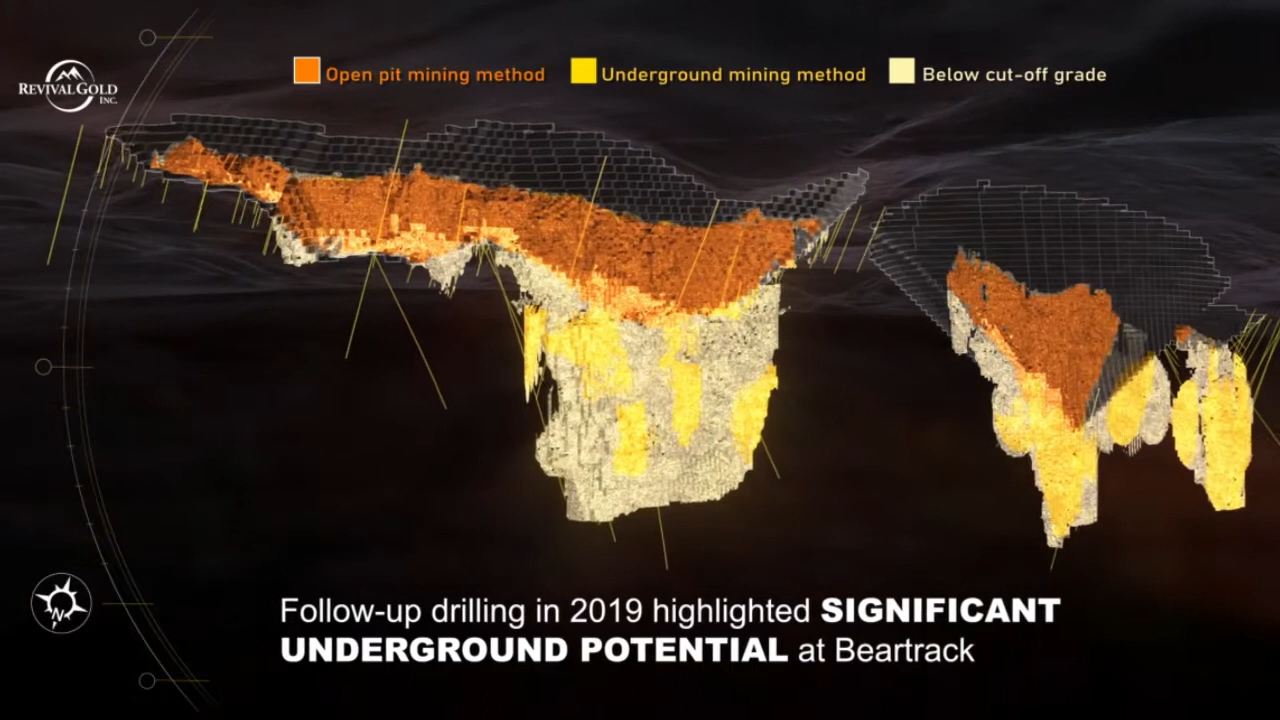 REVIVAL GOLD
INC.
Open pit mining method
Underground mining method
Below cut-off grade
N
Follow-up drilling in 2019 highlighted SIGNIFICANT
UNDERGROUND POTENTIAL at Beartrack